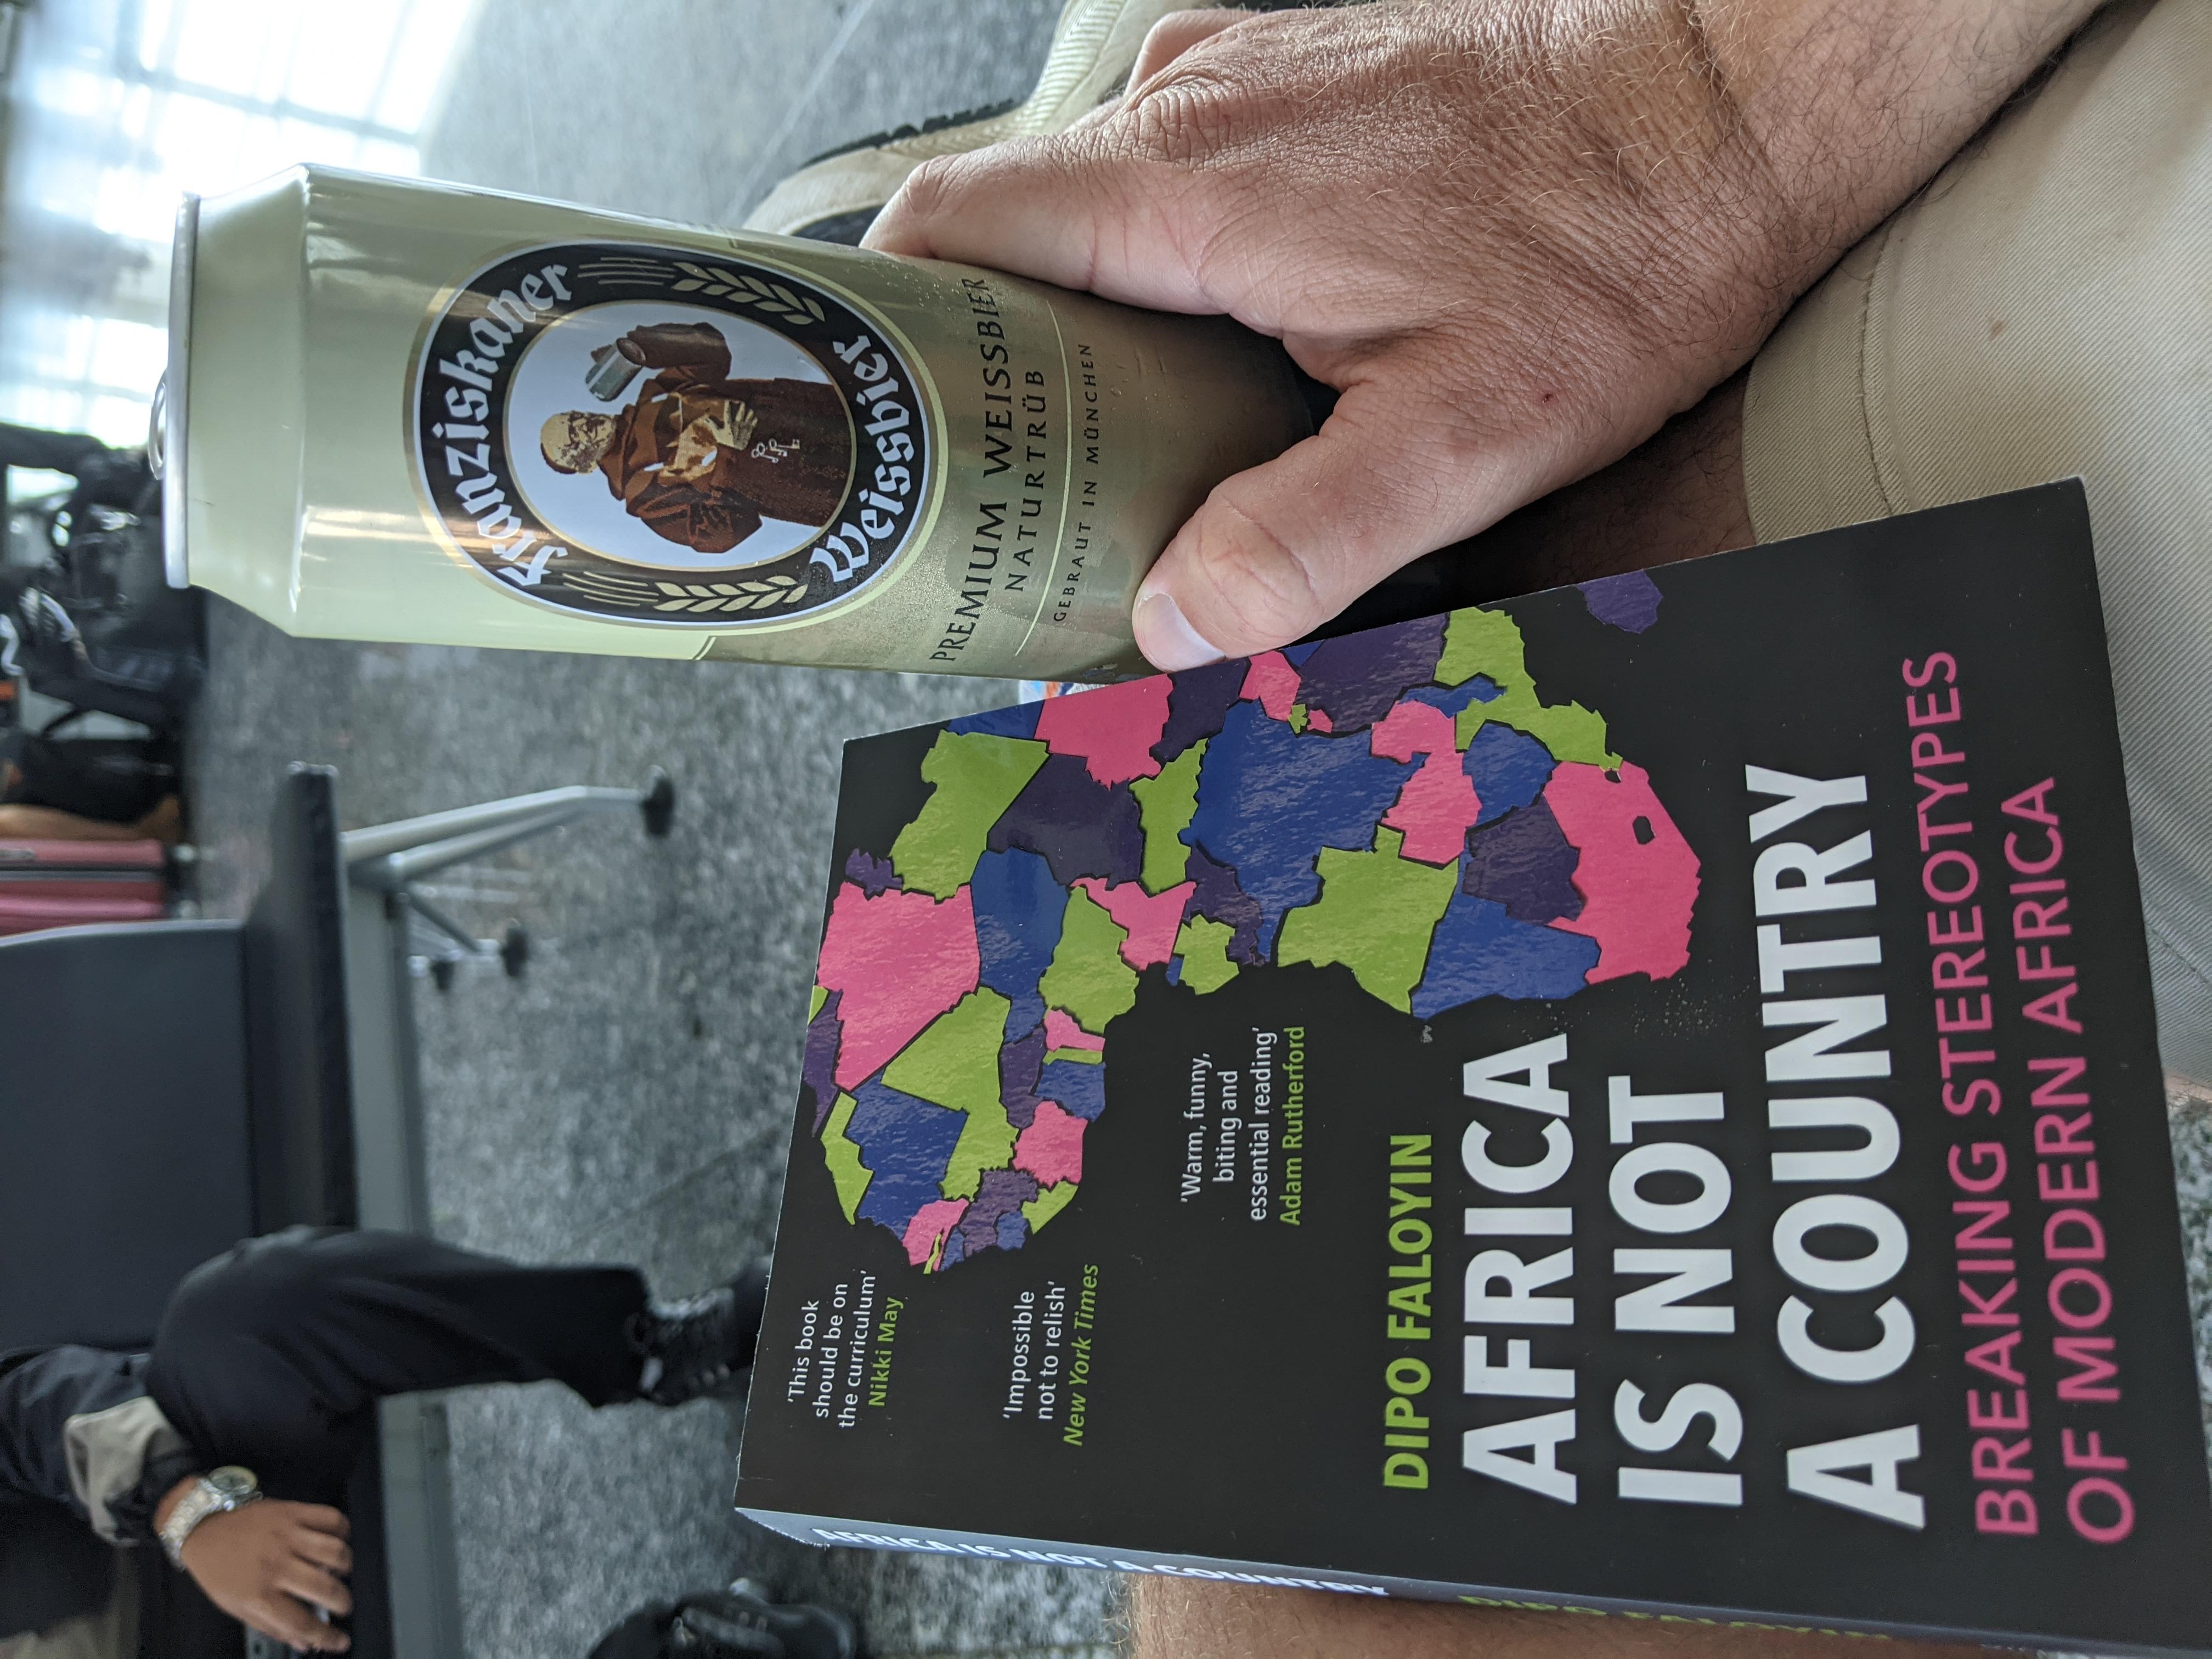 Franziskaner
Weissbier
PREMIUM WEISSBIER
NATURTRÜB
GEBRAUT IN MÜNCHEN
'This book
should be on
the curriculum'
Nikki May
'Impossible
not to relish'
New York Times
'Warm, funny,
biting and
essential reading'
Adam Rutherford
DIPO FALOYIN
AFRICA
IS NOT
A COUNTRY
BREAKING STEREOTYPES
OF MODERN AFRICA
AFRICA IS NOT A COUNTRY DIPO FALOYIN